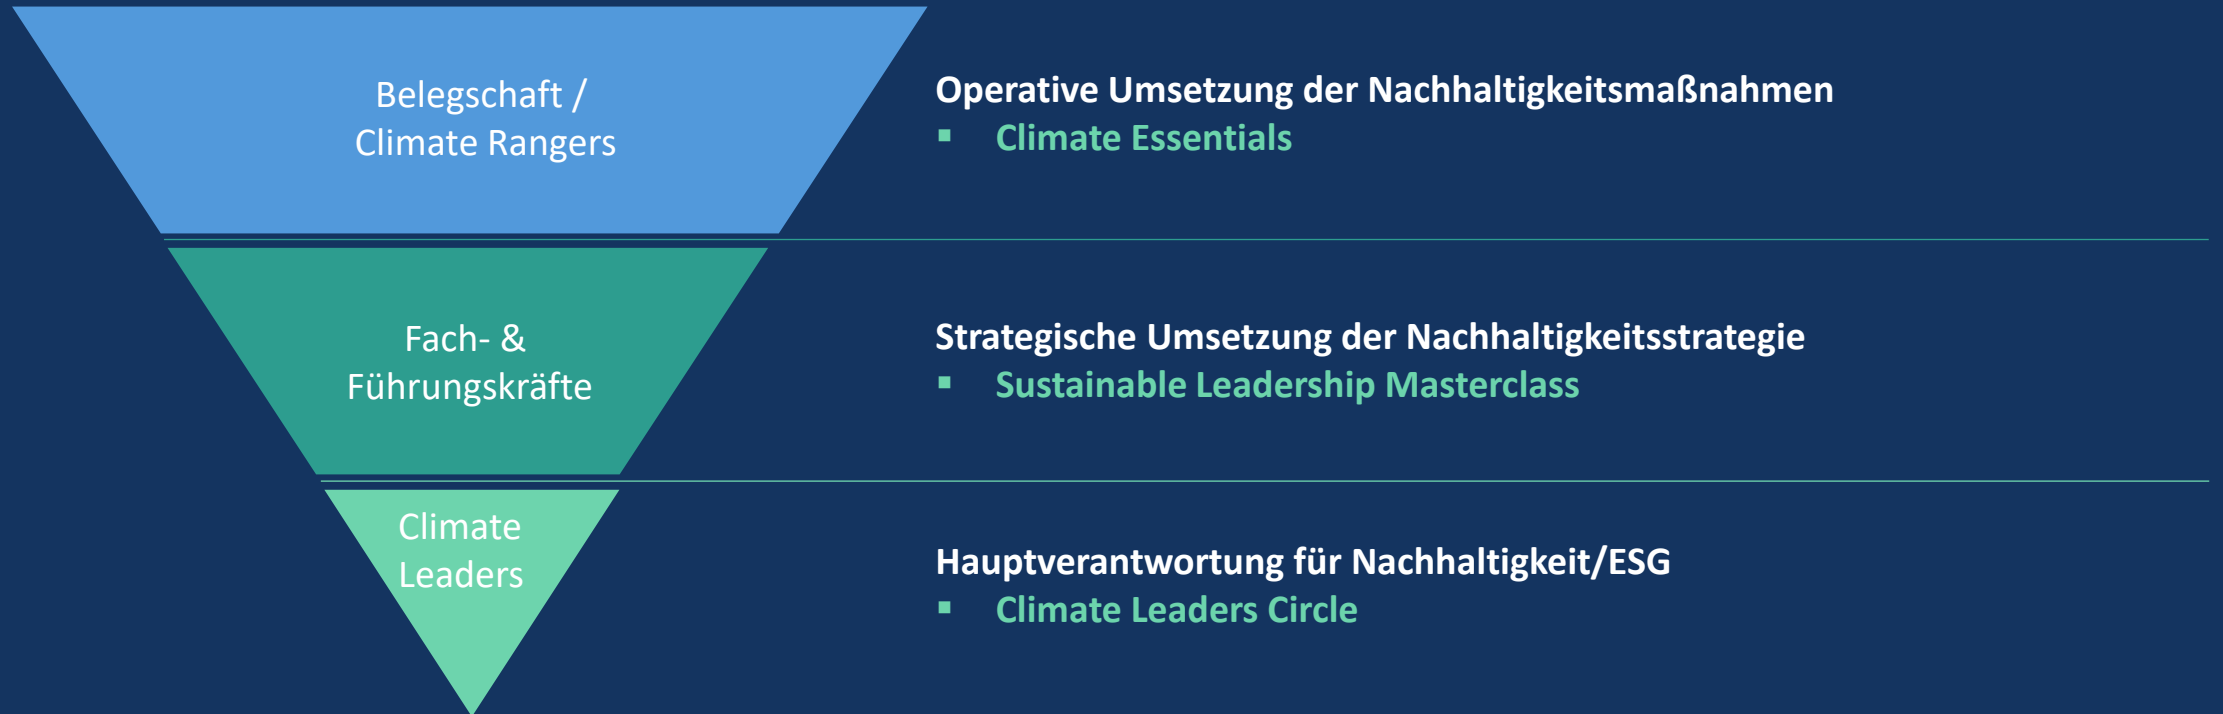 Belegschaft /
Climate Rangers
Operative Umsetzung der Nachhaltigkeitsmaßnahmen
▪ Climate Essentials
Fach- &
Führungskräfte
Strategische Umsetzung der Nachhaltigkeitsstrategie
▪ Sustainable Leadership Masterclass
Climate
Leaders
Hauptverantwortung für Nachhaltigkeit/ESG
▪ Climate Leaders Circle